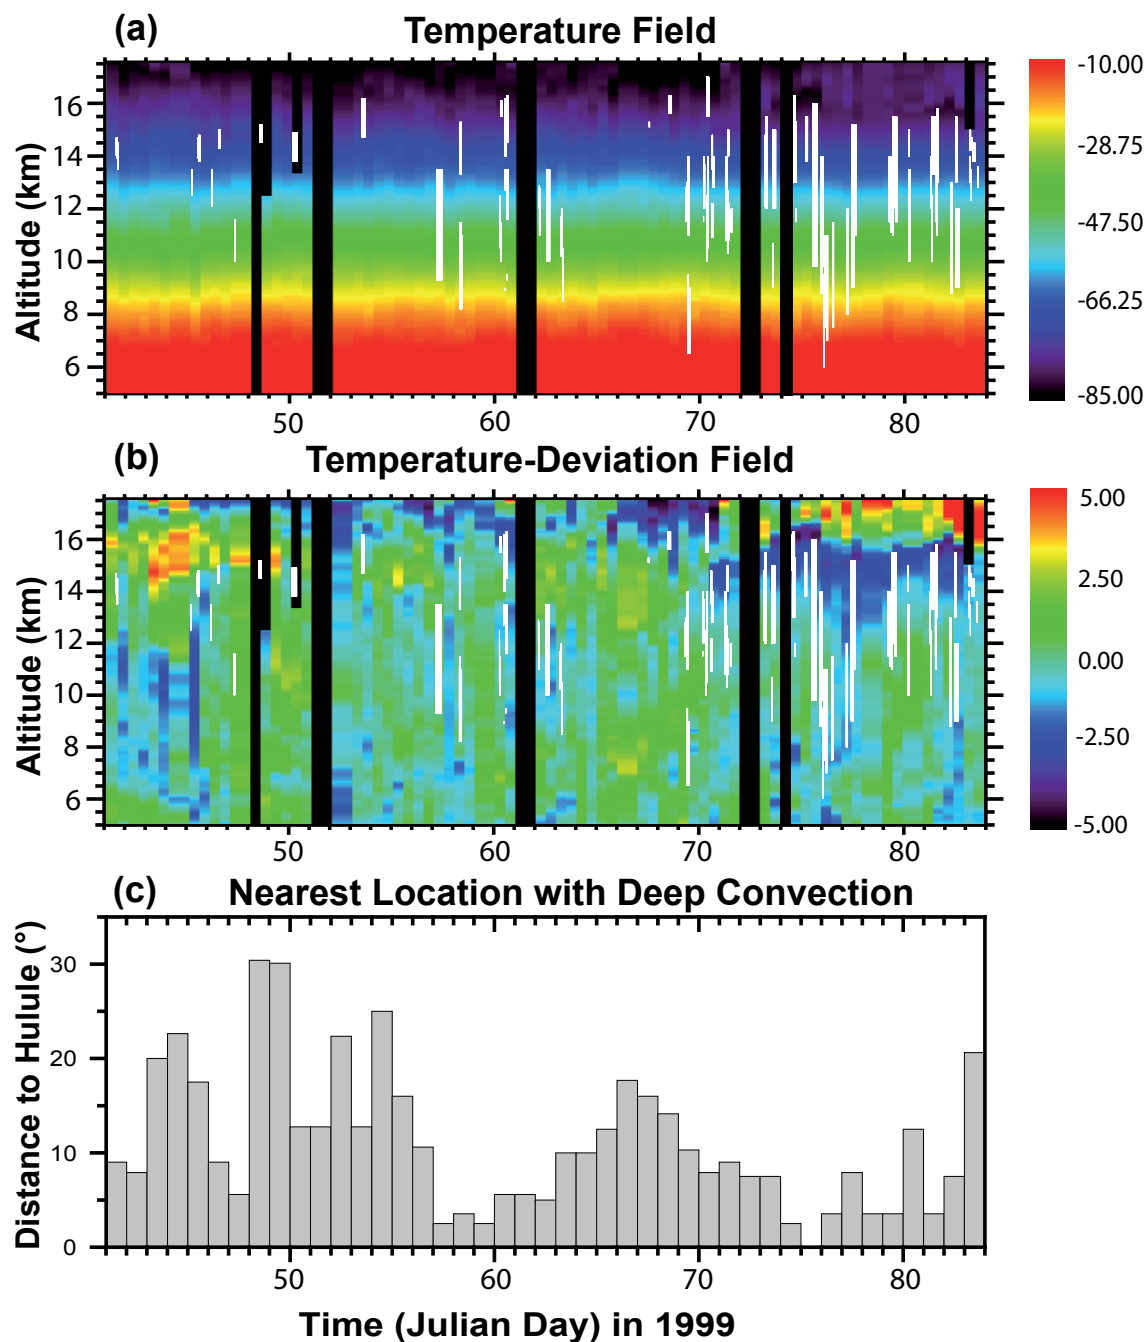 (a) Temperature Field
Altitude (km)
16
14
12
10
8
6
50 60 70 80
-10.00
-28.75
-47.50
-66.25
-85.00
(b) Temperature-Deviation Field
Altitude (km)
16
14
12
10
8
6
50 60 70 80
5.00
2.50
0.00
-2.50
-5.00
(c) Nearest Location with Deep Convection
Distance to Hulule (°)
30
20
10
0
50 60 70 80
Time (Julian Day) in 1999